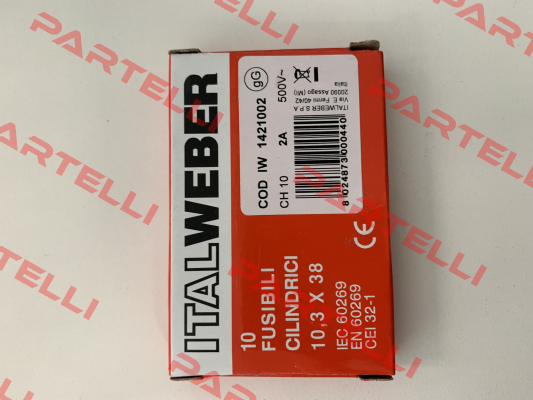 ITALWEBER
COD IW 1421002
gG
CH 10 2A 500V~
ITALWEBER S.P.A
Via E. Fermi 40/42
20090 Assago (MI)
Italia
8 024873 000440
10
FUSIBILI
CILINDRICI
10,3 X 38
IEC 60269
EN 60269
CEI 32-1
CE
PARTELLI
PARTELLI
PARTELLI
PARTELLI
PARTELLI